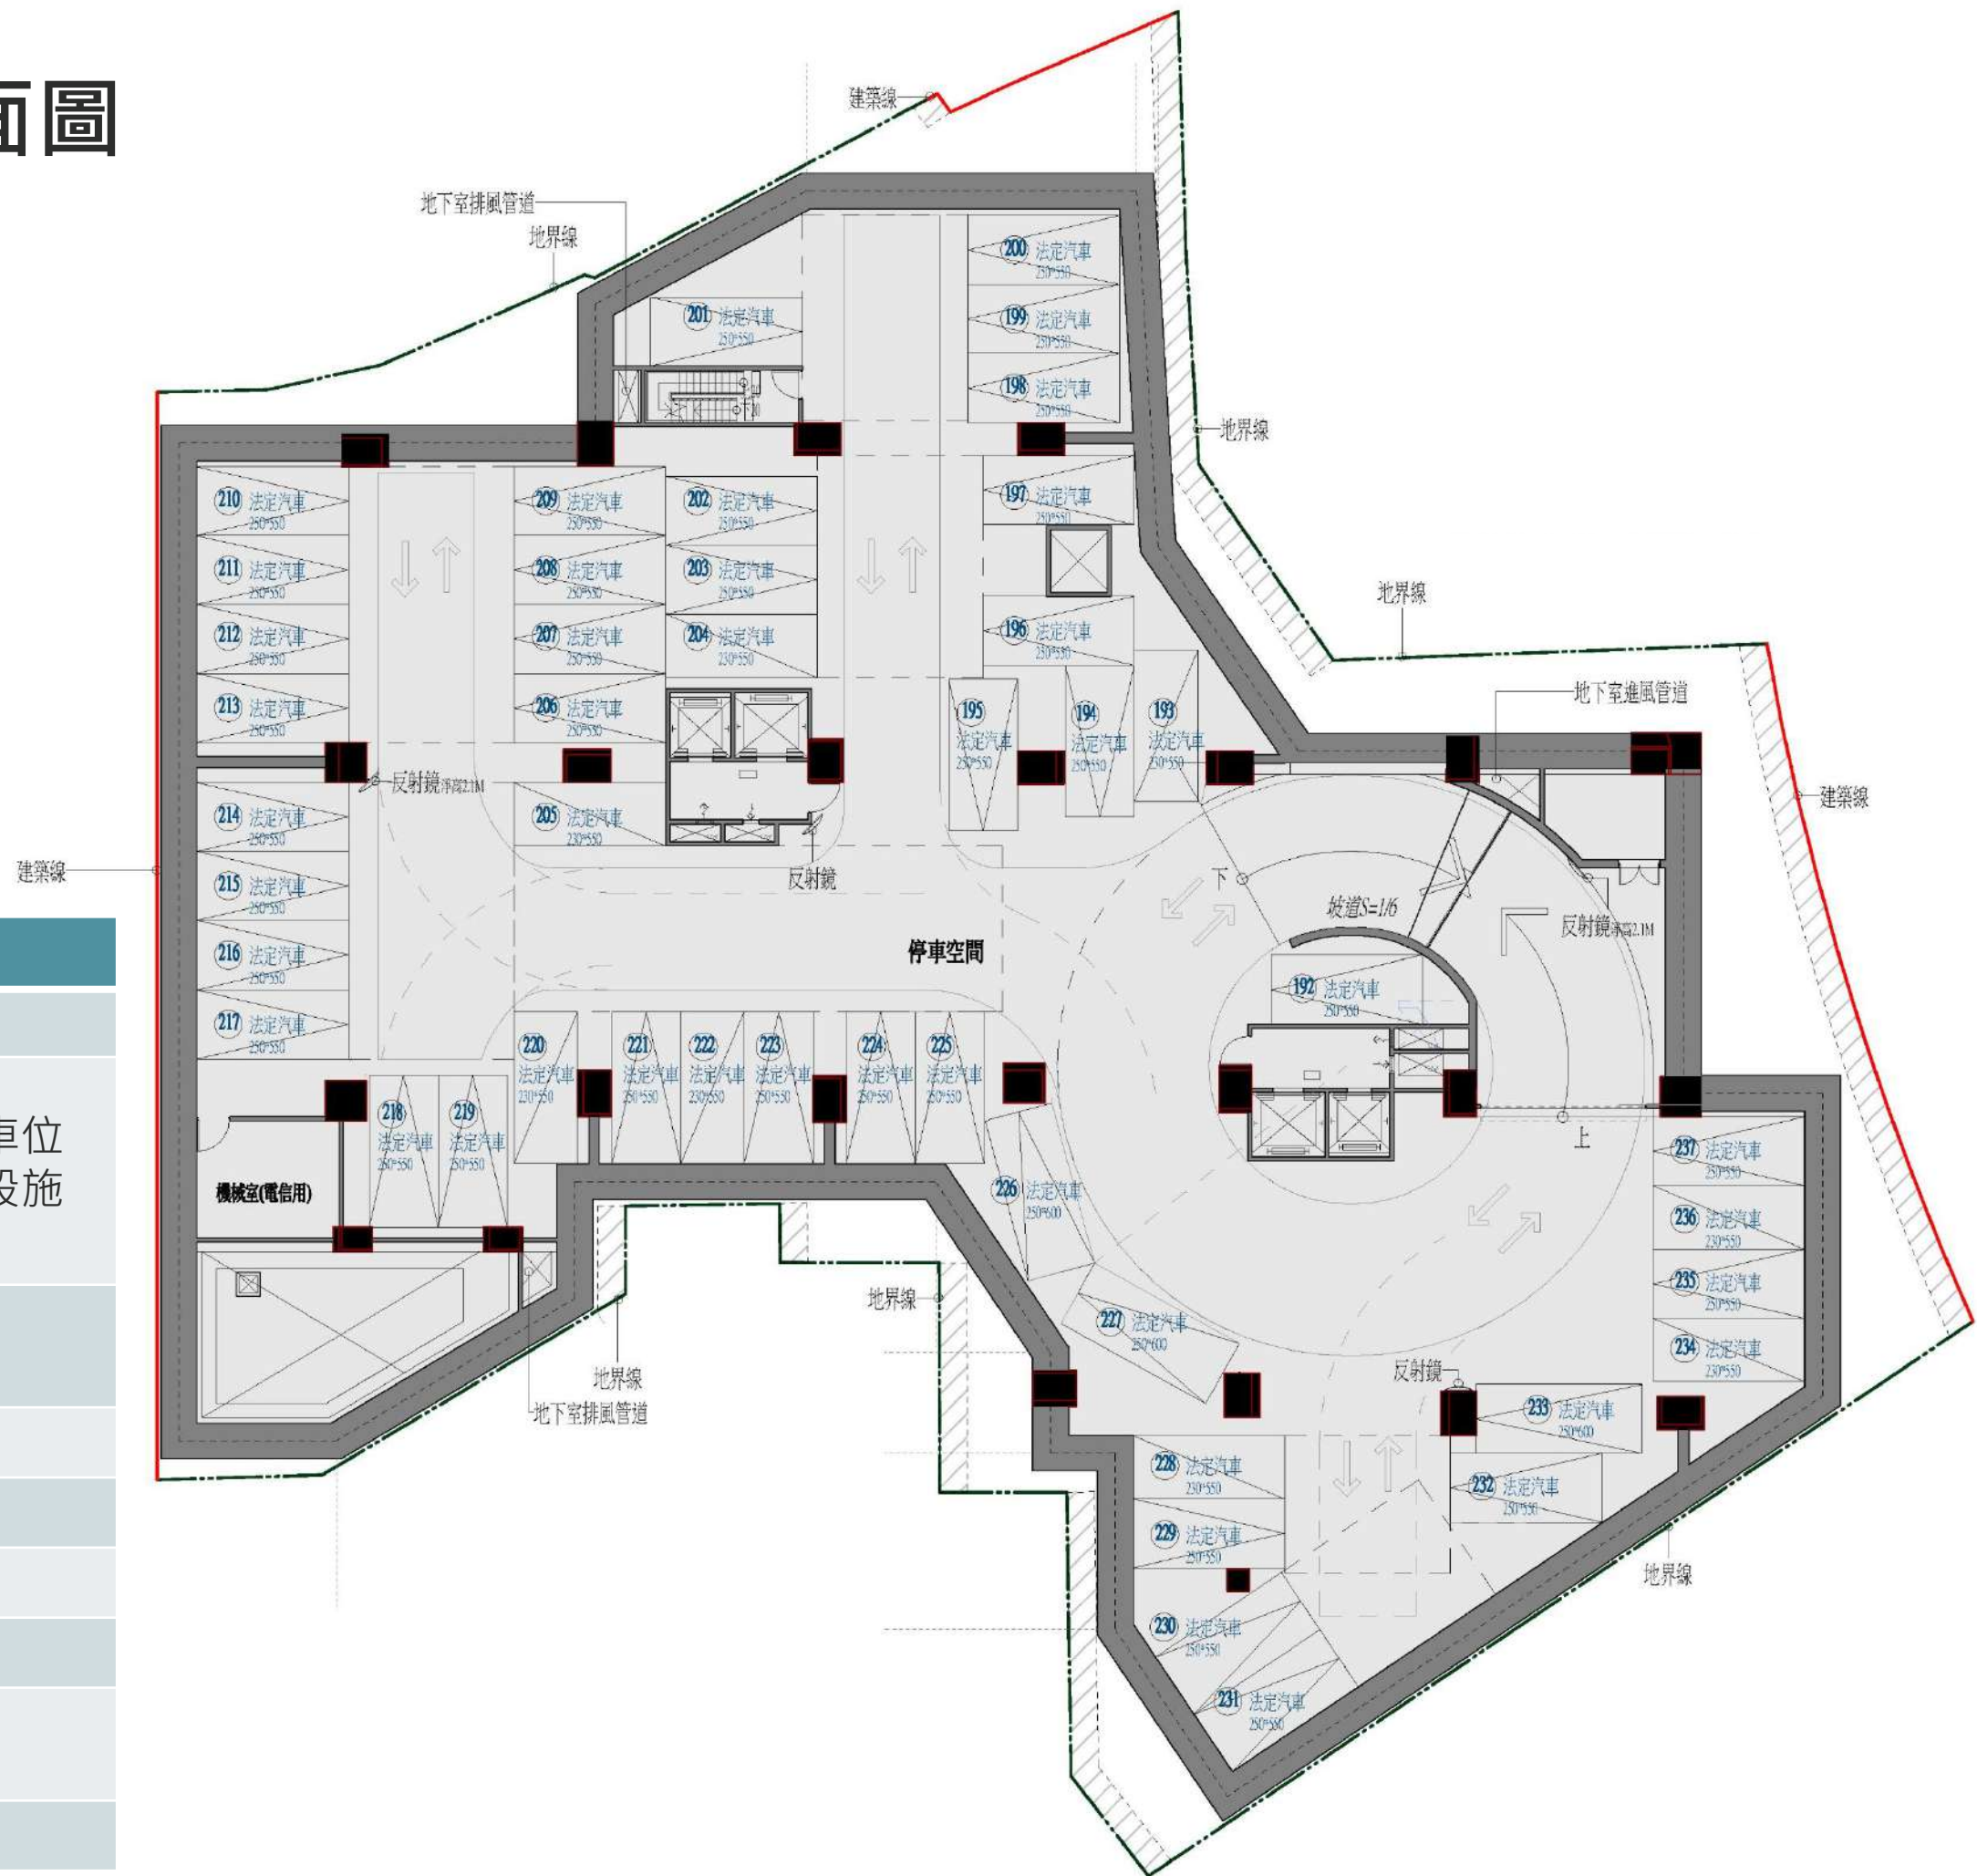 面圖
建築線
地下室排風管道
地界線
200 法定汽車
250*550
201 法定汽車
250*550
199 法定汽車
250*550
198 法定汽車
250*550
地界線
210 法定汽車
250*550
209 法定汽車
250*550
202 法定汽車
250*550
197 法定汽車
250*550
211 法定汽車
250*550
208 法定汽車
250*550
203 法定汽車
250*550
地界線
212 法定汽車
250*550
207 法定汽車
250*550
204 法定汽車
230*550
196 法定汽車
230*550
213 法定汽車
250*550
206 法定汽車
250*550
195
法定汽車
250*550
194
法定汽車
250*550
193
法定汽車
230*550
地下室進風管道
反射鏡淨高2.1M
建築線
214 法定汽車
250*550
205 法定汽車
230*550
建築線
215 法定汽車
250*550
反射鏡
下
坡道S=1/6
反射鏡淨高2.1M
216 法定汽車
250*550
停車空間
192 法定汽車
250*550
217 法定汽車
250*550
220
法定汽車
230*550
221
法定汽車
250*550
222
法定汽車
230*550
223
法定汽車
250*550
224
法定汽車
250*550
225
法定汽車
250*550
218
法定汽車
250*550
219
法定汽車
250*550
上
車位
設施
機械室(電信用)
237 法定汽車
250*550
226 法定汽車
250*600
236 法定汽車
230*550
235 法定汽車
250*550
地界線
227 法定汽車
250*600
234 法定汽車
230*550
地界線
反射鏡
地下室排風管道
233 法定汽車
250*600
228 法定汽車
230*550
232 法定汽車
250*550
229 法定汽車
250*550
地界線
230 法定汽車
250*550
231 法定汽車
250*550